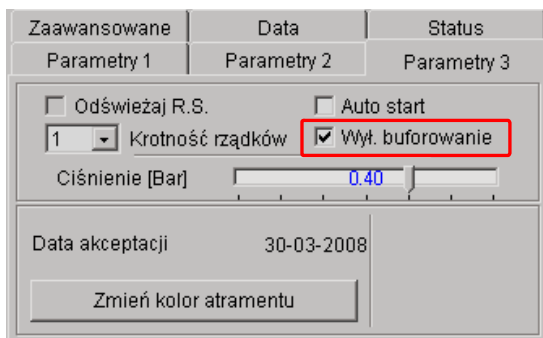 Zaawansowane Data Status
Parametry 1 Parametry 2 Parametry 3
Odświeżaj R.S. Auto start
1 Krotność rządków Wył. buforowanie
Ciśnienie [Bar] 0.40
Data akceptacji 30-03-2008
Zmień kolor atramentu